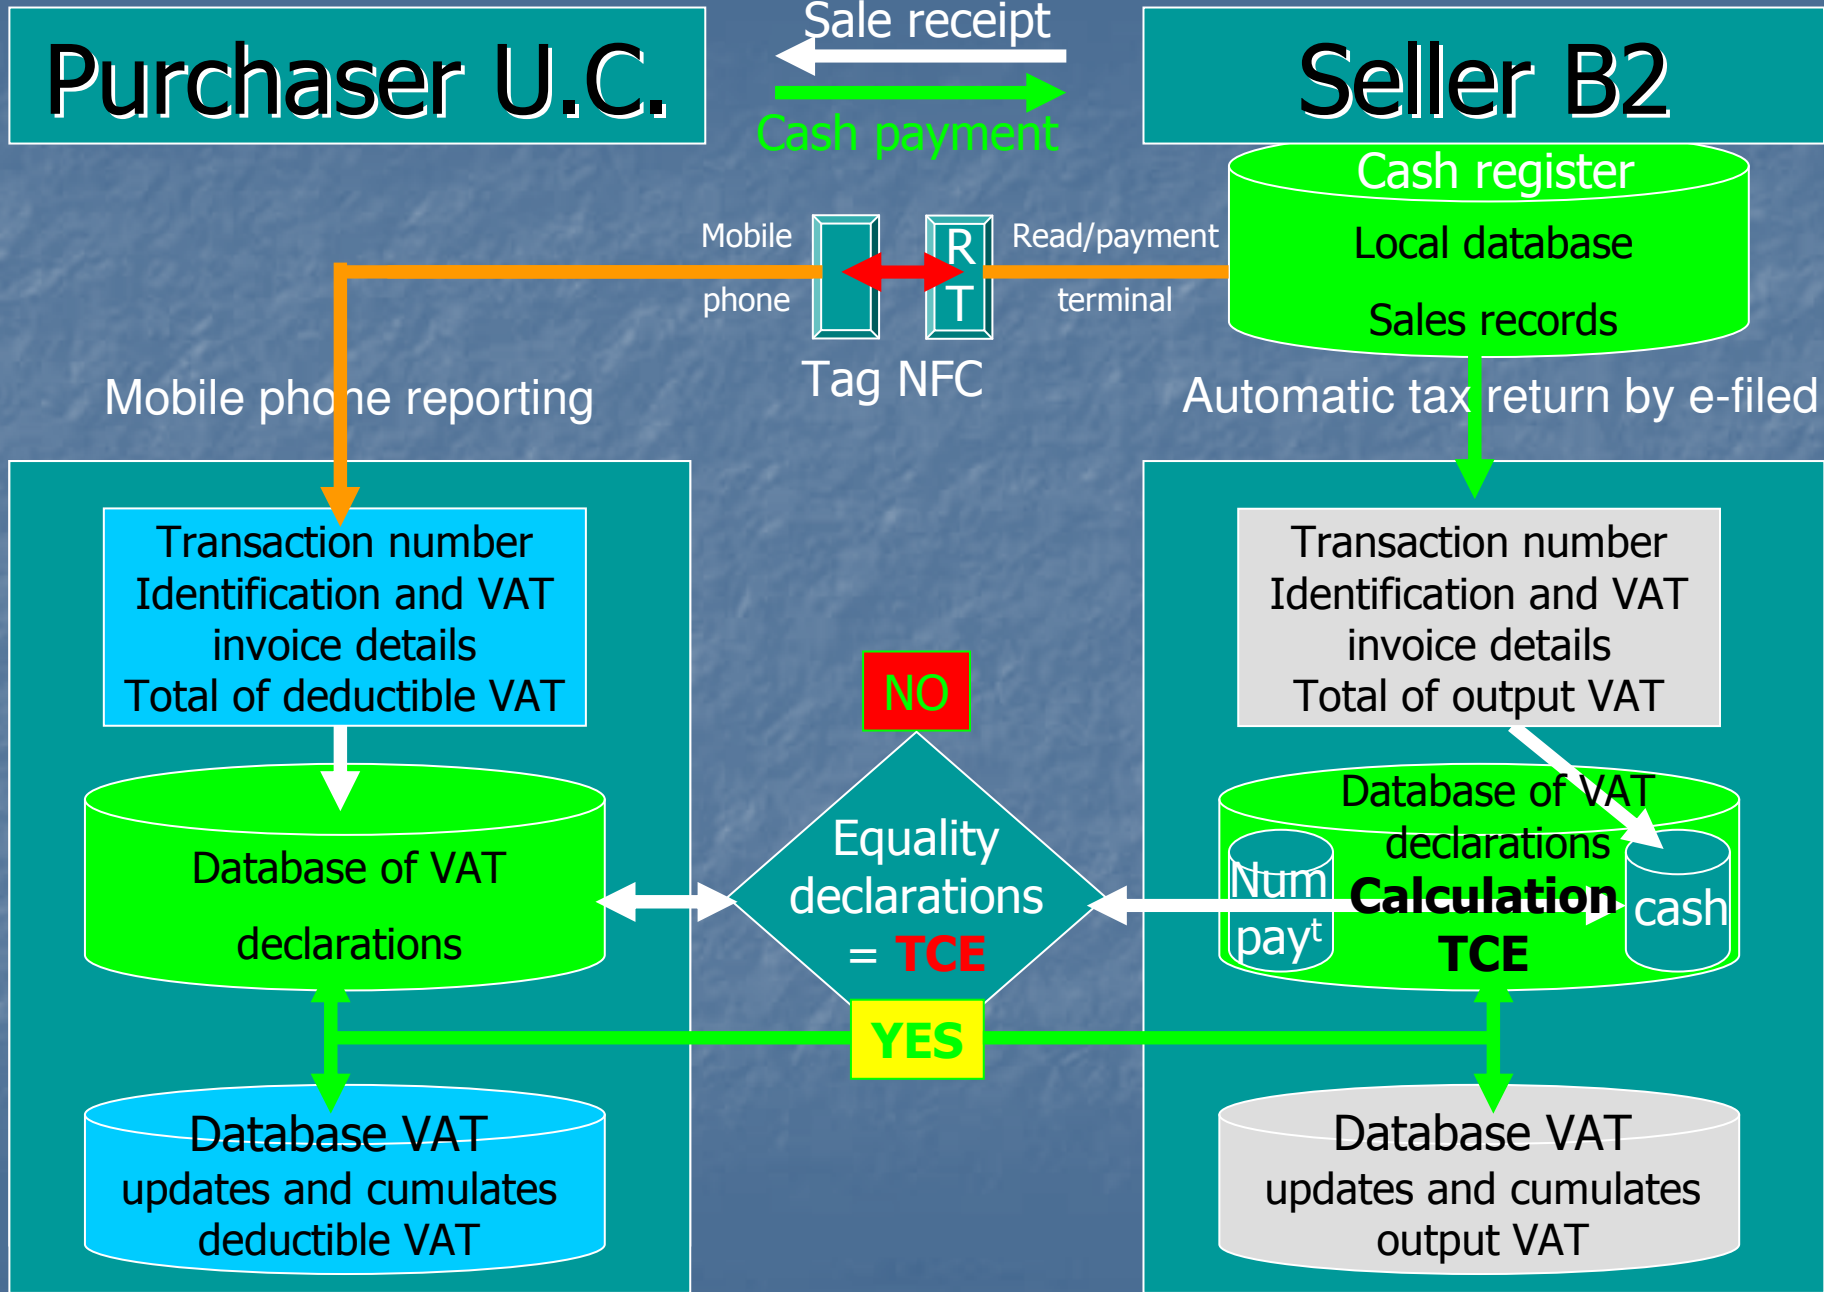 Purchaser U.C.
Sale receipt
Cash payment
Seller B2
Cash register
Local database
Sales records
Mobile
phone
R
T
Read/payment
terminal
Tag NFC
Mobile phone reporting
Automatic tax return by e-filed
Transaction number
Identification and VAT
invoice details
Total of deductible VAT
Transaction number
Identification and VAT
invoice details
Total of output VAT
NO
Equality
declarations
= TCE
YES
Database of VAT
declarations
Database of VAT
declarations
Calculation
TCE
Num
payt
cash
Database VAT
updates and cumulates
deductible VAT
Database VAT
updates and cumulates
output VAT